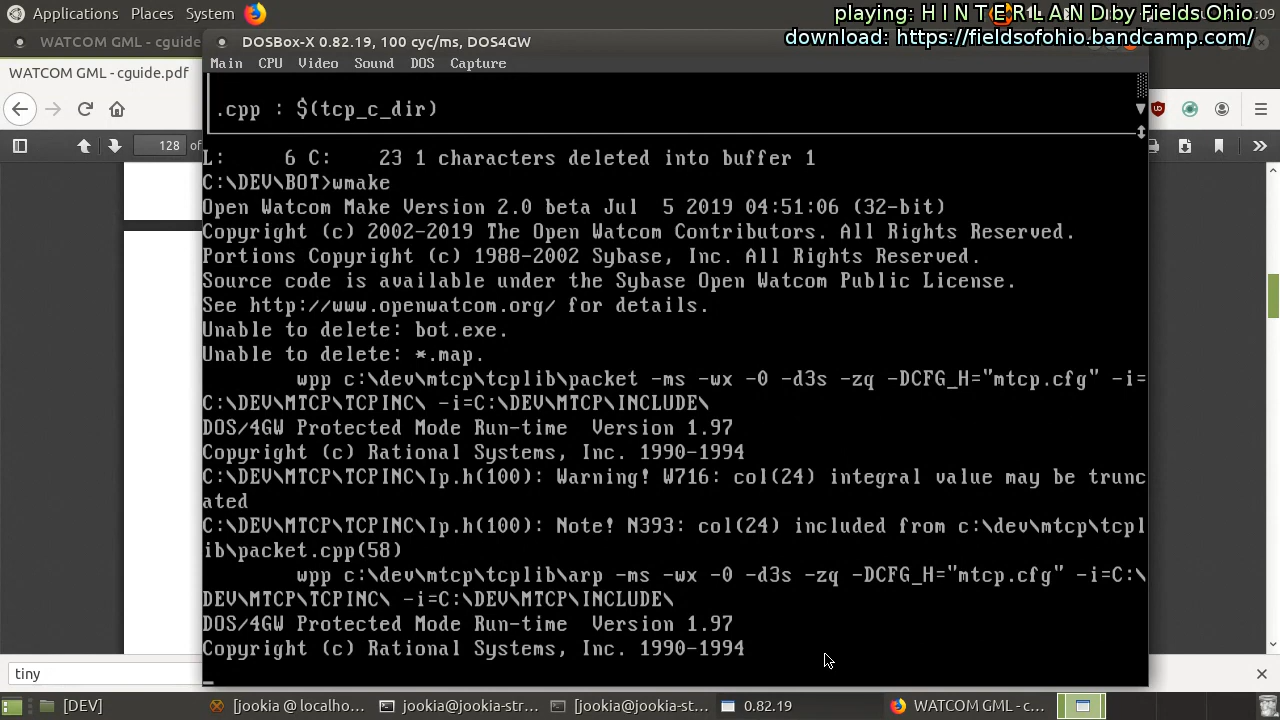 Applications Places System
09
playing: H I N T E R L A N D by Fields Ohio
download: https://fieldsofohio.bandcamp.com/
WATCOM GML - cguide
DOSBox-X 0.82.19, 100 cyc/ms, DOS4GW
WATCOM GML - cguide.pdf
Main CPU Video Sound DOS Capture
128 of
.cpp : $(tcp_c_dir)
L: 6 C: 23 1 characters deleted into buffer 1
C:\DEV\BOT>wmake
Open Watcom Make Version 2.0 beta Jul 5 2019 04:51:06 (32-bit)
Copyright (c) 2002-2019 The Open Watcom Contributors. All Rights Reserved.
Portions Copyright (c) 1988-2002 Sybase, Inc. All Rights Reserved.
Source code is available under the Sybase Open Watcom Public License.
See http://www.openwatcom.org/ for details.
Unable to delete: bot.exe.
Unable to delete: *.map.
wpp c:\dev\mtcp\tcplib\packet -ms -wx -0 -d3s -zq -DCFG_H="mtcp.cfg" -i=
C:\DEV\MTCP\TCPINC\ -i=C:\DEV\MTCP\INCLUDE\
DOS/4GW Protected Mode Run-time Version 1.97
Copyright (c) Rational Systems, Inc. 1990-1994
C:\DEV\MTCP\TCPINC\Ip.h(100): Warning! W716: col(24) integral value may be trunc
ated
C:\DEV\MTCP\TCPINC\Ip.h(100): Note! N393: col(24) included from c:\dev\mtcp\tcpl
ib\packet.cpp(58)
wpp c:\dev\mtcp\tcplib\arp -ms -wx -0 -d3s -zq -DCFG_H="mtcp.cfg" -i=C:\
DEV\MTCP\TCPINC\ -i=C:\DEV\MTCP\INCLUDE\
DOS/4GW Protected Mode Run-time Version 1.97
Copyright (c) Rational Systems, Inc. 1990-1994
tiny
[DEV]
[jookia @ localho...
jookia@jookia-str...
[jookia@jookia-st...
0.82.19
WATCOM GML - c...